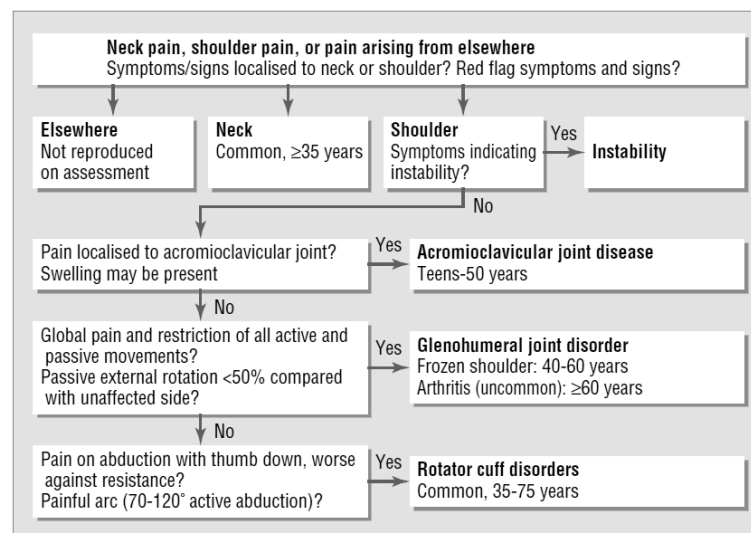 Neck pain, shoulder pain, or pain arising from elsewhere
Symptoms/signs localised to neck or shoulder? Red flag symptoms and signs?
Elsewhere
Not reproduced
on assessment
Neck
Common, ≥35 years
Shoulder
Symptoms indicating
instability?
Yes
Instability
No
Pain localised to acromioclavicular joint?
Swelling may be present
Yes
Acromioclavicular joint disease
Teens-50 years
No
Global pain and restriction of all active and
passive movements?
Passive external rotation <50% compared
with unaffected side?
Yes
Glenohumeral joint disorder
Frozen shoulder: 40-60 years
Arthritis (uncommon): ≥60 years
No
Pain on abduction with thumb down, worse
against resistance?
Painful arc (70-120° active abduction)?
Yes
Rotator cuff disorders
Common, 35-75 years